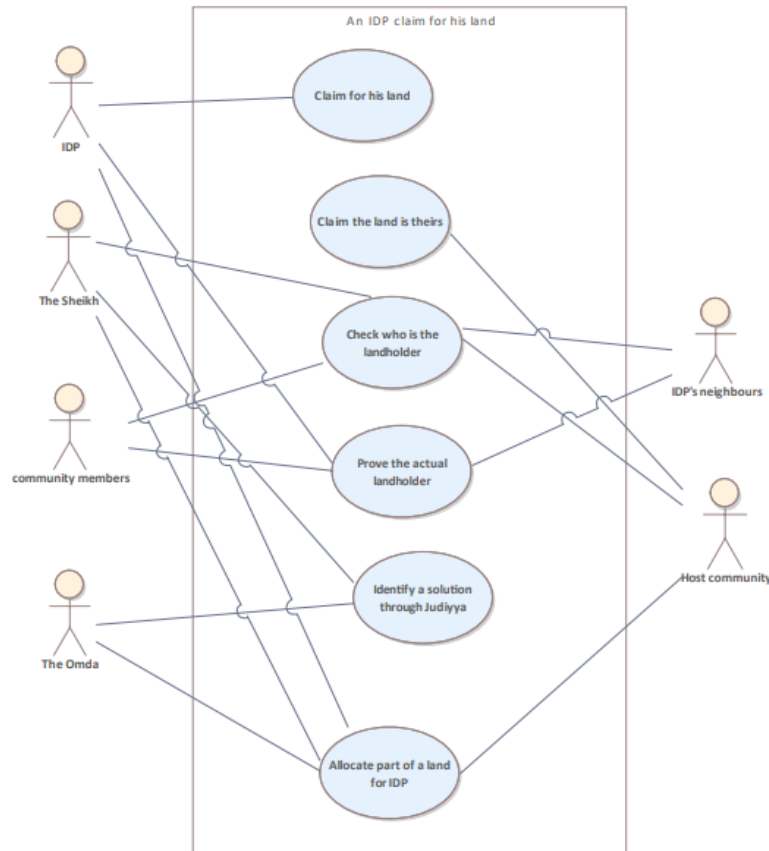 An IDP claim for his land
Claim for his land
IDP
Claim the land is theirs
The Sheikh
Check who is the
landholder
IDP's neighbours
community members
Prove the actual
landholder
Host community
Identify a solution
through Judiyya
The Omda
Allocate part of a land
for IDP